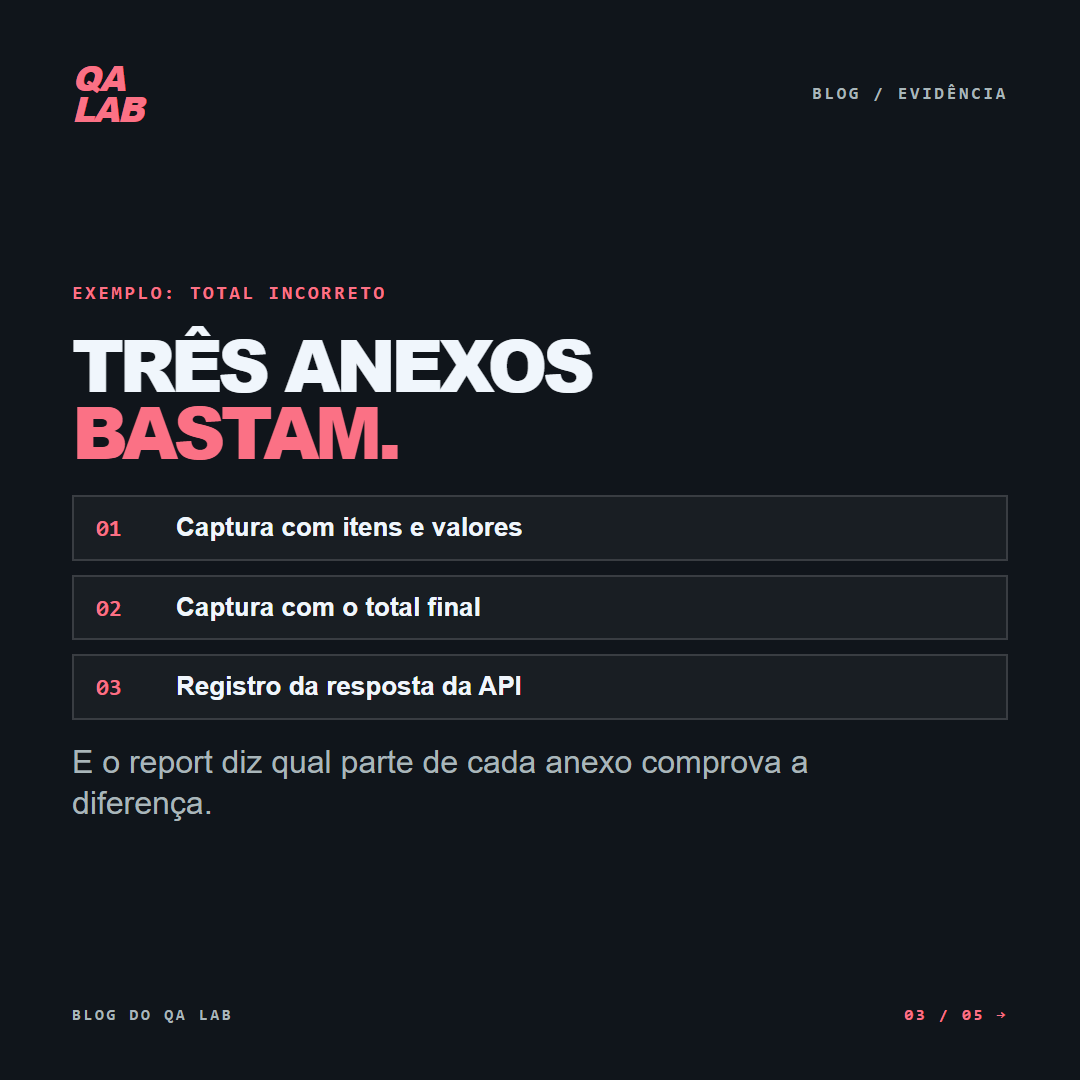 QA
LAB
BLOG / EVIDÊNCIA
EXEMPLO: TOTAL INCORRETO
TRÊS ANEXOS
BASTAM.
01 Captura com itens e valores
02 Captura com o total final
03 Registro da resposta da API
E o report diz qual parte de cada anexo comprova a
diferença.
BLOG DO QA LAB
03 / 05 →